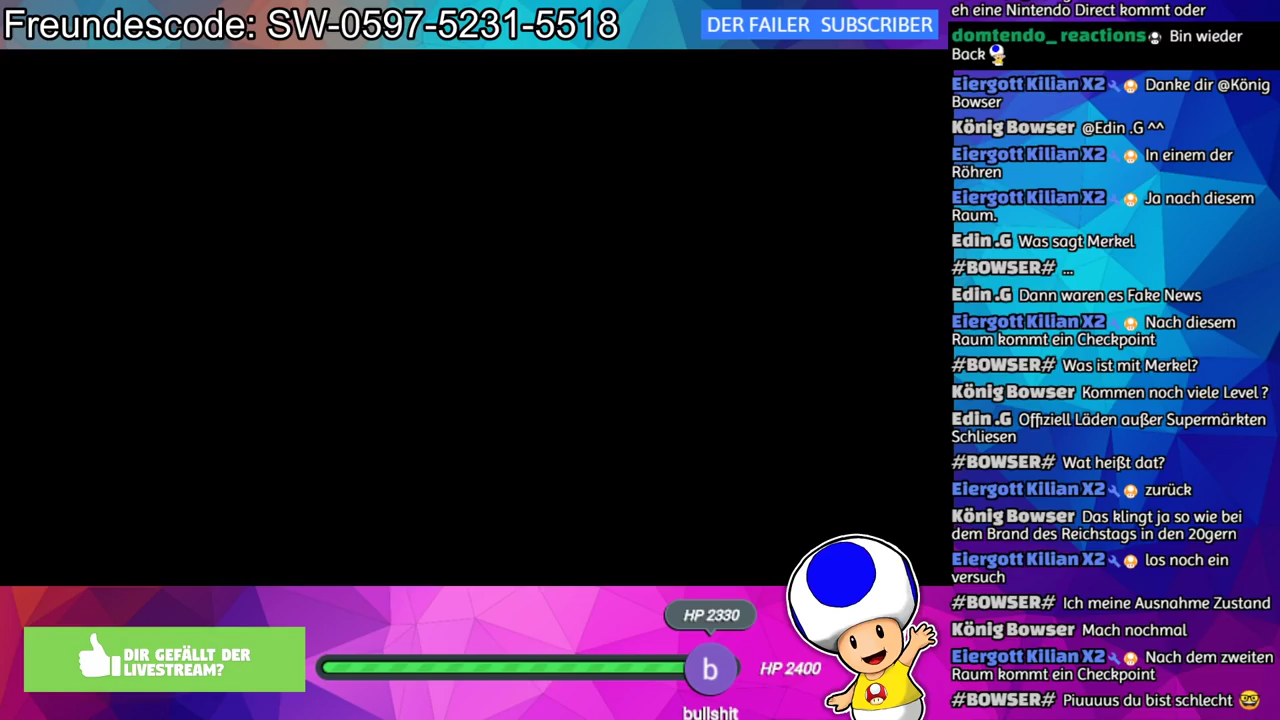 Freundescode: SW-0597-5231-5518
DER FAILER SUBSCRIBER
eh eine Nintendo Direct kommt oder
domtendo_reactions Bin wieder
Back
Eiergott Kilian X2 Danke dir @König
Bowser
König Bowser @Edin .G ^^
Eiergott Kilian X2 In einem der
Röhren
Eiergott Kilian X2 Ja nach diesem
Raum.
Edin .G Was sagt Merkel
#BOWSER# ...
Edin .G Dann waren es Fake News
Eiergott Kilian X2 Nach diesem
Raum kommt ein Checkpoint
#BOWSER# Was ist mit Merkel?
König Bowser Kommen noch viele Level ?
Edin .G Offiziell Läden außer Supermärkten
Schliesen
#BOWSER# Wat heißt dat?
Eiergott Kilian X2 zurück
König Bowser Das klingt ja so wie bei
dem Brand des Reichstags in den 20gern
Eiergott Kilian X2 los noch ein
versuch
#BOWSER# Ich meine Ausnahme Zustand
König Bowser Mach nochmal
Eiergott Kilian X2 Nach dem zweiten
Raum kommt ein Checkpoint
#BOWSER# Piuuuus du bist schlecht
DIR GEFÄLLT DER
LIVESTREAM?
HP 2330
b
HP 2400
bullshit